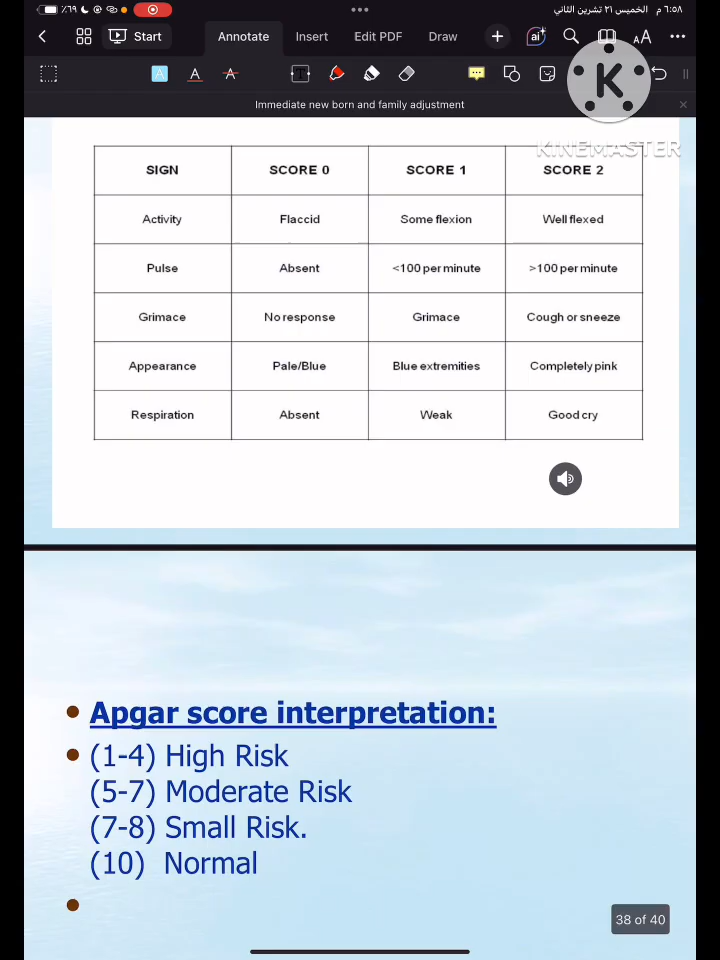 ٪٦٩ ٦:٥٨ م الخميس ٢١ تشرين الثاني
Start Annotate Insert Edit PDF Draw ai AA
A A A T
K
Immediate new born and family adjustment
KINEMASTER
SIGN SCORE 0 SCORE 1 SCORE 2
Activity Flaccid Some flexion Well flexed
Pulse Absent <100 per minute >100 per minute
Grimace No response Grimace Cough or sneeze
Appearance Pale/Blue Blue extremities Completely pink
Respiration Absent Weak Good cry
Apgar score interpretation:
(1-4) High Risk
(5-7) Moderate Risk
(7-8) Small Risk.
(10) Normal
38 of 40